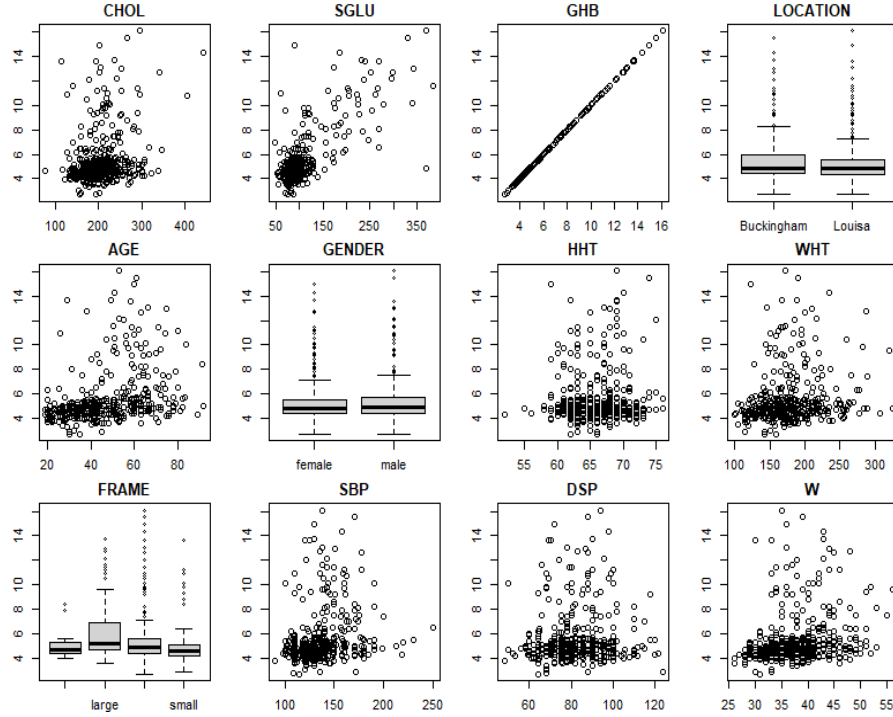 CHOL
4 6 8 10 14
100 200 300 400
SGLU
4 6 8 10 14
50 150 250 350
GHB
4 6 8 10 14
4 6 8 10 12 14 16
LOCATION
4 6 8 10 14
Buckingham Louisa
AGE
4 6 8 10 14
20 40 60 80
GENDER
4 6 8 10 14
female male
HHT
4 6 8 10 14
55 60 65 70 75
WHT
4 6 8 10 14
100 150 200 250 300
FRAME
4 6 8 10 14
large small
SBP
4 6 8 10 14
100 150 200 250
DSP
4 6 8 10 14
60 80 100 120
W
4 6 8 10 14
25 30 35 40 45 50 55